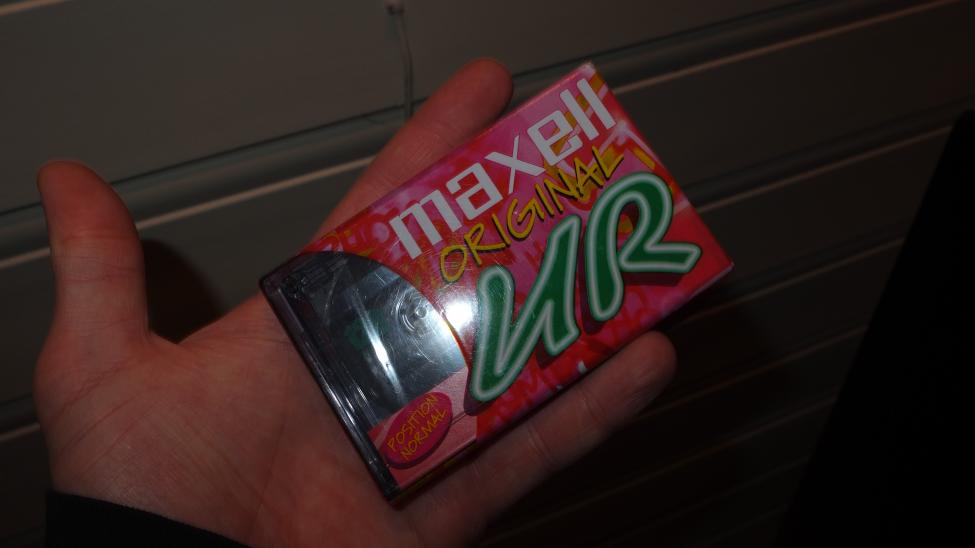 maxell
ORIGINAL
UR
POSITION
NORMAL